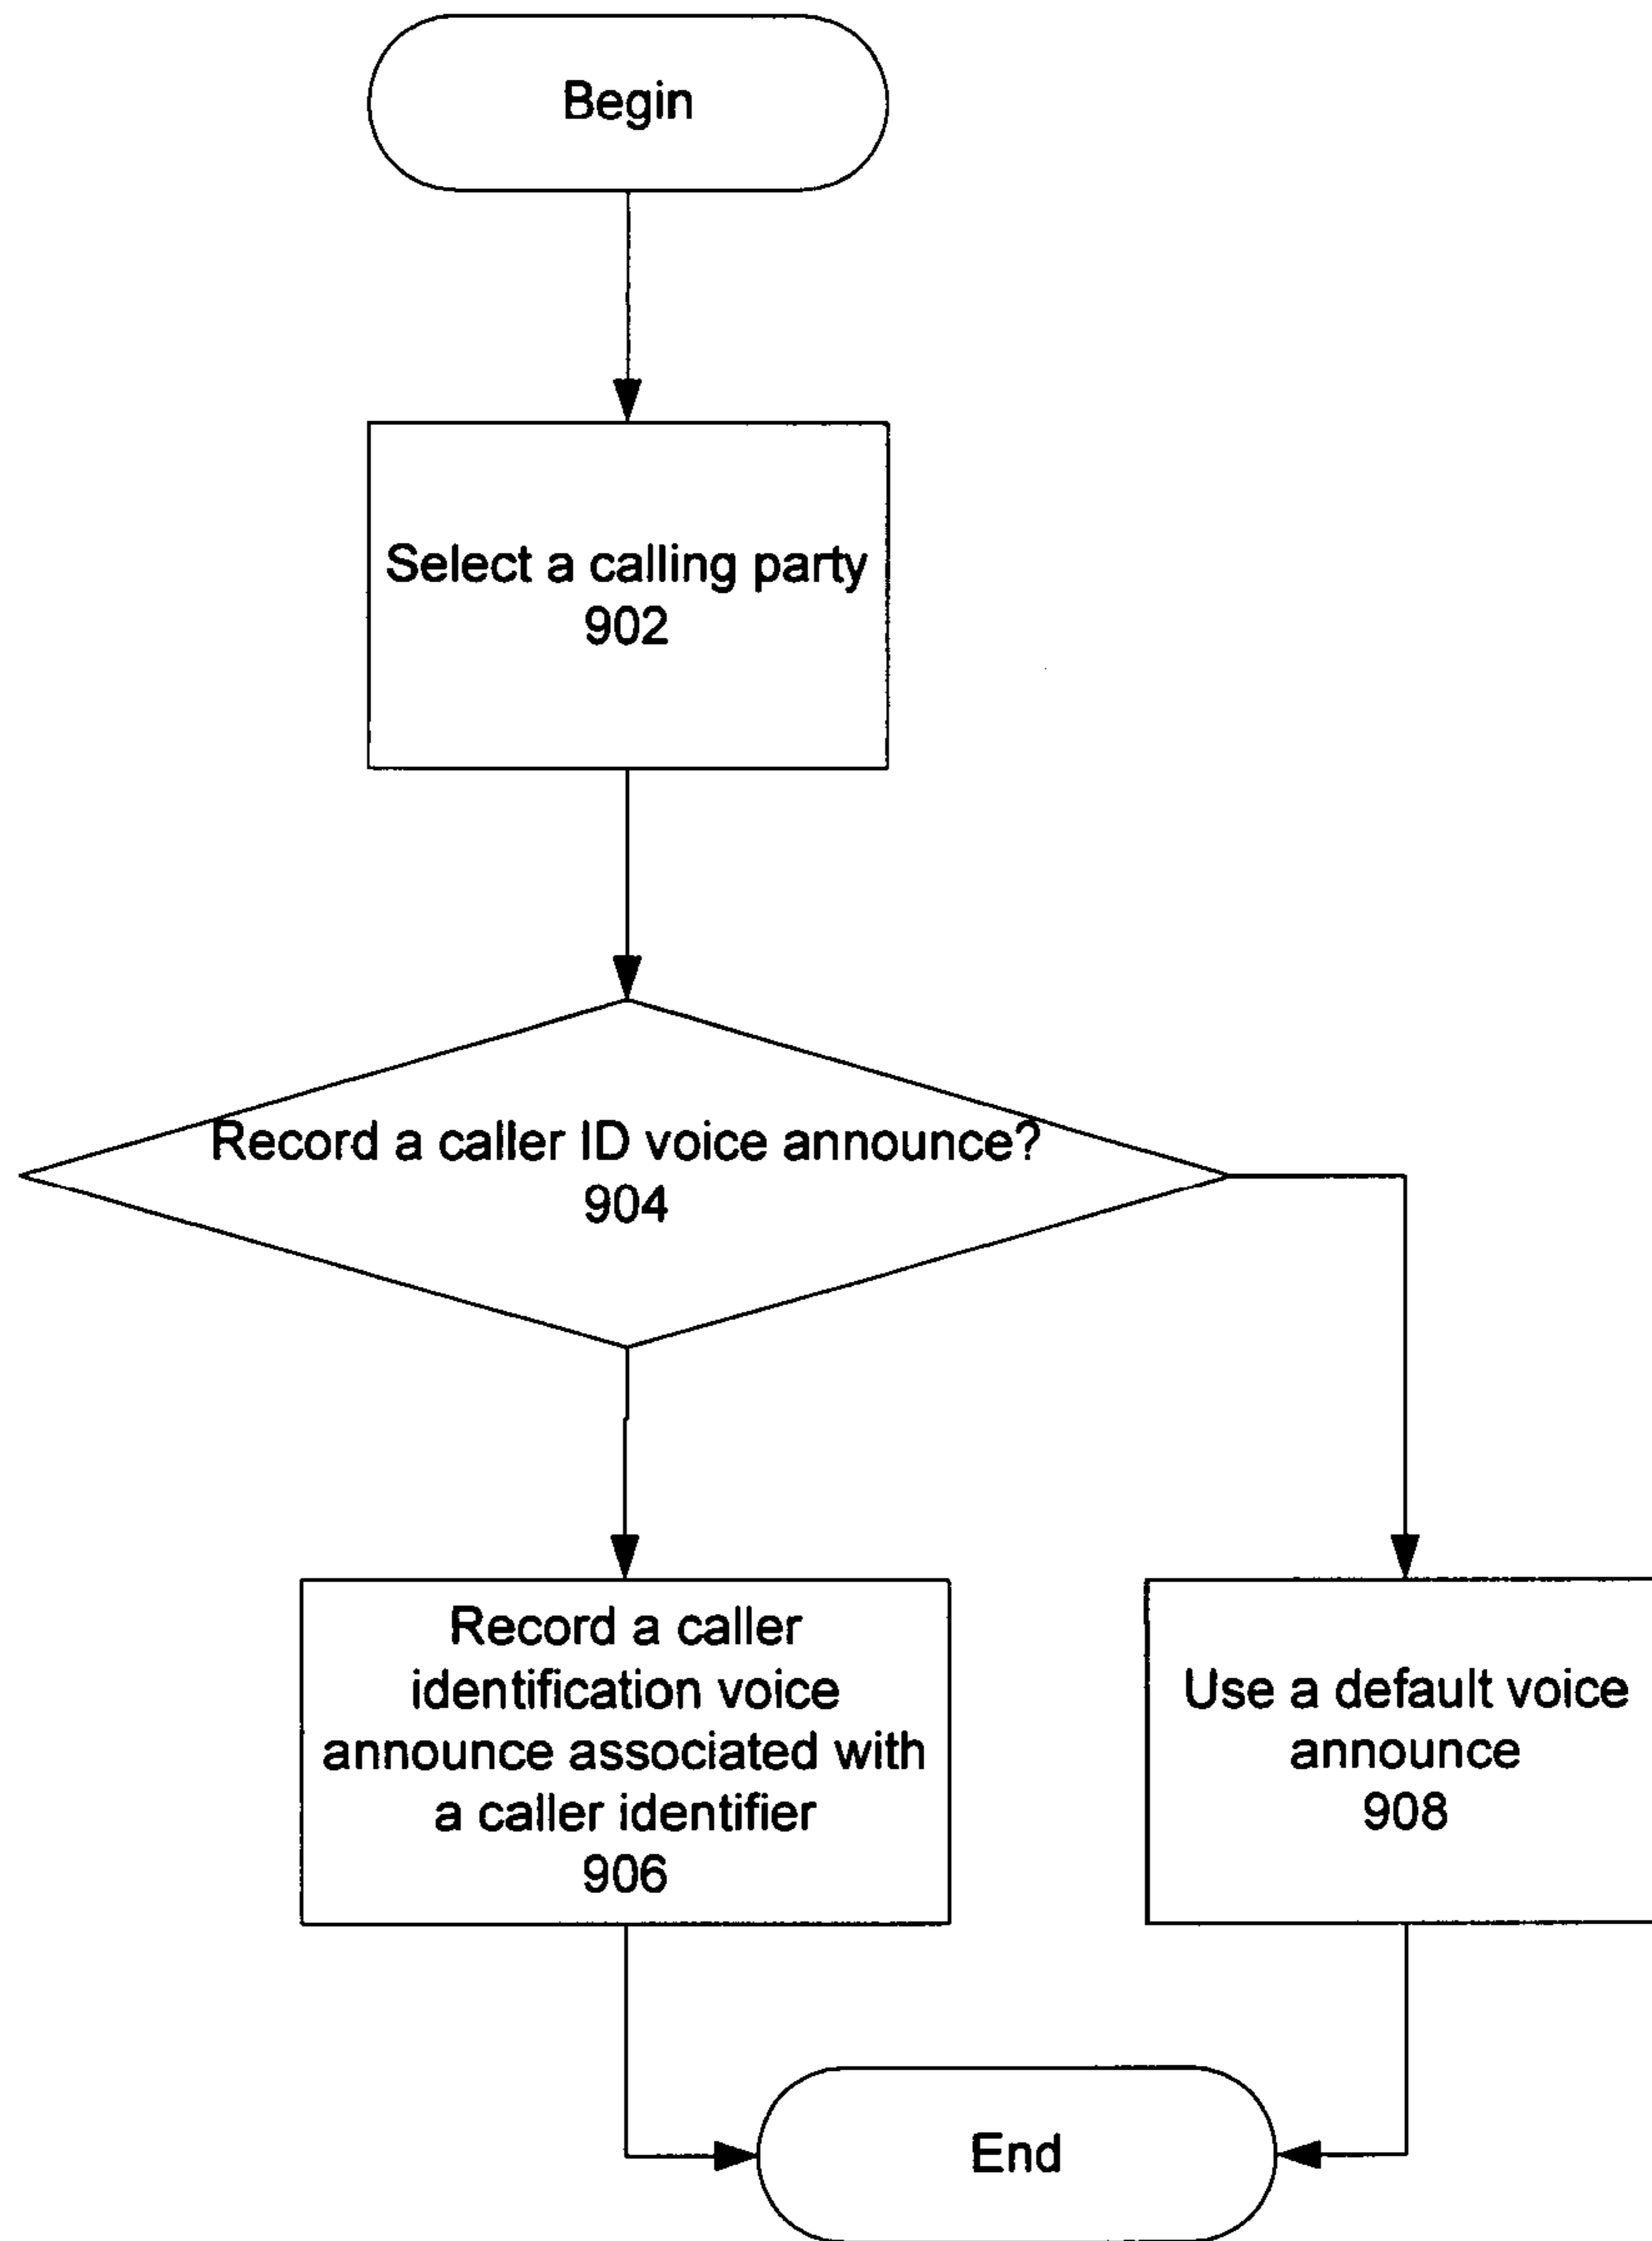 Begin
Select a calling party
902
Record a caller ID voice announce?
904
Record a caller
identification voice
announce associated with
a caller identifier
906
Use a default voice
announce
908
End